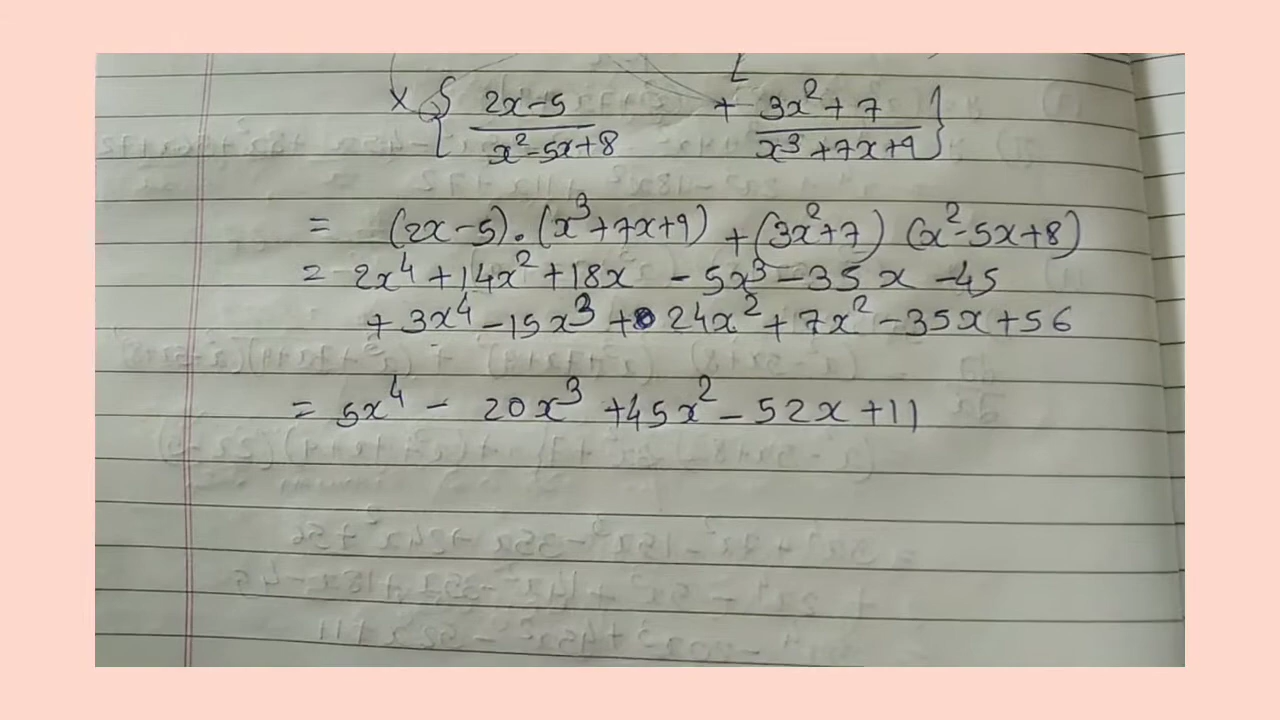 × { 2x-5 / x²-5x+8 + 3x²+7 / x³+7x+9 }
= (2x-5).(x³+7x+9) + (3x²+7) (x²-5x+8)
= 2x⁴ +14x² +18x - 5x³ -35x -45
+ 3x⁴ -15x³ + 24x² + 7x² -35x +56
= 5x⁴ - 20x³ +45x² - 52x +11